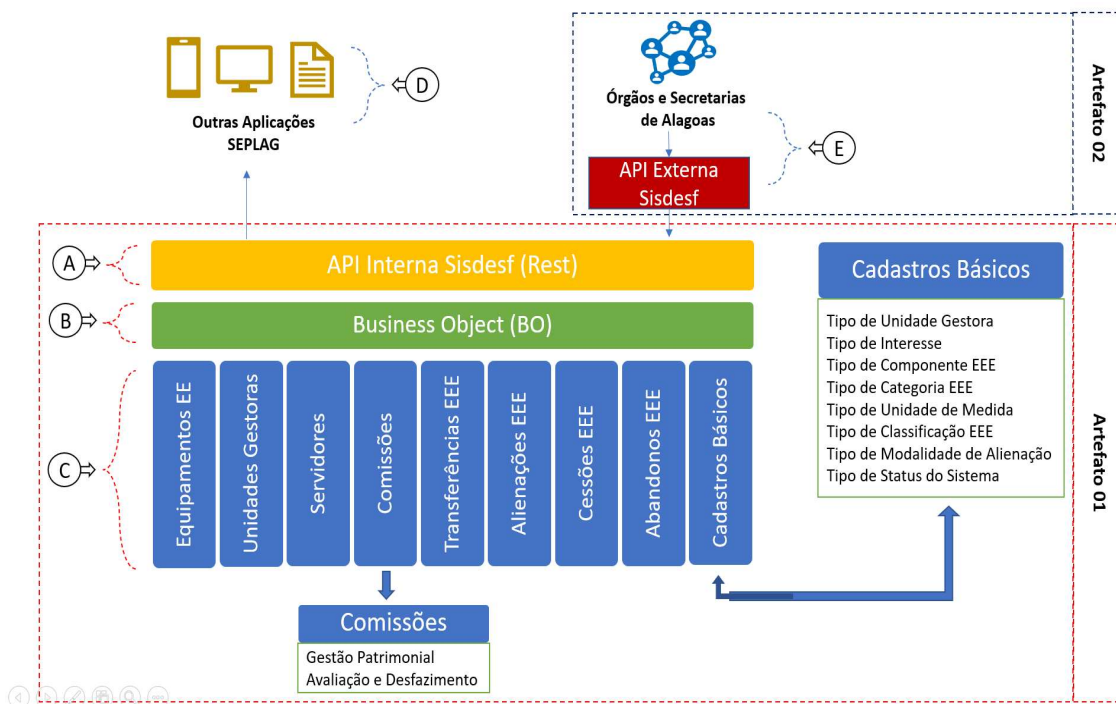 Outras Aplicações
SEPLAG
D
Órgãos e Secretarias
de Alagoas
API Externa
Sisdesf
E
Artefato 02
A
API Interna Sisdesf (Rest)
B
Business Object (BO)
C
Equipamentos EE
Unidades Gestoras
Servidores
Comissões
Transferências EEE
Alienações EEE
Cessões EEE
Abandonos EEE
Cadastros Básicos
Cadastros Básicos
Tipo de Unidade Gestora
Tipo de Interesse
Tipo de Componente EEE
Tipo de Categoria EEE
Tipo de Unidade de Medida
Tipo de Classificação EEE
Tipo de Modalidade de Alienação
Tipo de Status do Sistema
Artefato 01
Comissões
Gestão Patrimonial
Avaliação e Desfazimento